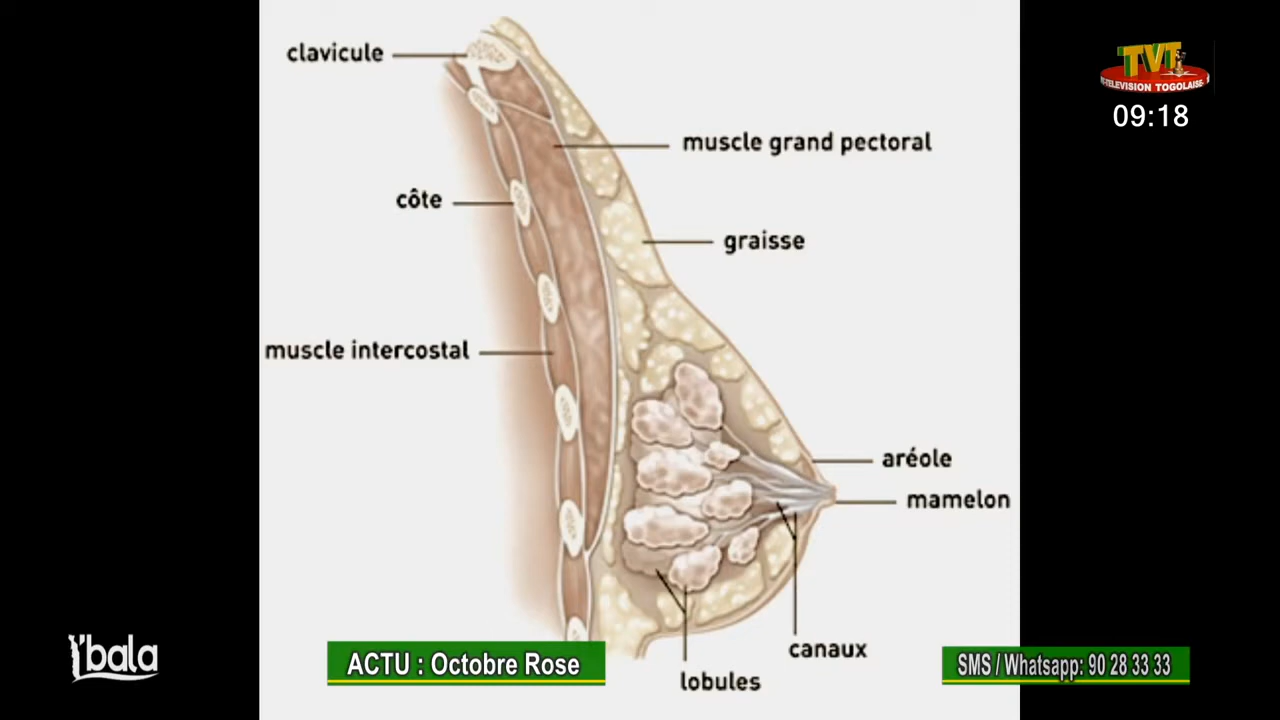 clavicule
TVT
TELEVISION TOGOLAISE
09:18
muscle grand pectoral
côte
graisse
muscle intercostal
aréole
mamelon
canaux
lobules
bala
ACTU : Octobre Rose
SMS / Whatsapp: 90 28 33 33